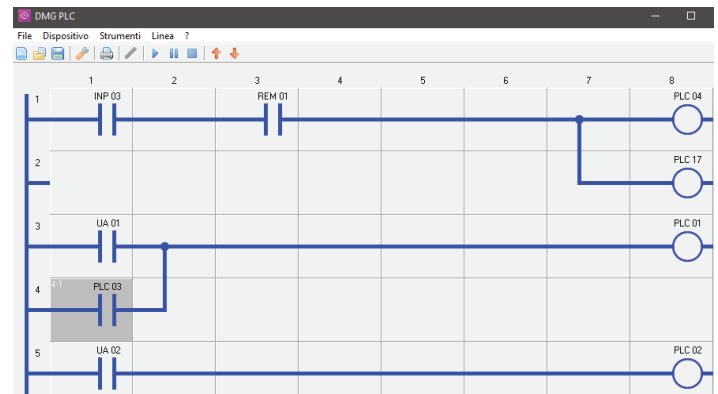 DMG PLC
File Dispositivo Strumenti Linea ?
1 2 3 4 5 6 7 8
1 INP 03 REM 01 PLC 04
2 PLC 17
3 UA 01 PLC 01
4 4-1 PLC 03
5 UA 02 PLC 02